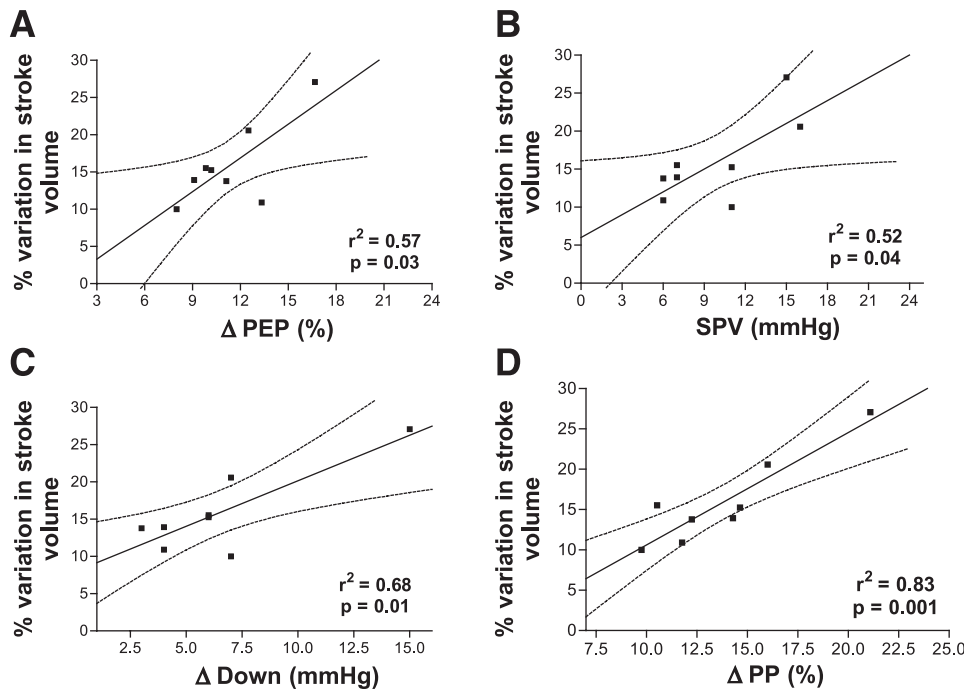 A
% variation in stroke
volume
30
25
20
15
10
5
0
3
6
9
12
15
18
21
24
r² = 0.57
p = 0.03
Δ PEP (%)
B
% variation in stroke
volume
30
25
20
15
10
5
0
0
3
6
9
12
15
18
21
24
r² = 0.52
p = 0.04
SPV (mmHg)
C
% variation in stroke
volume
30
25
20
15
10
5
0
2.5
5.0
7.5
10.0
12.5
15.0
r² = 0.68
p = 0.01
Δ Down (mmHg)
D
% variation in stroke
volume
30
25
20
15
10
5
0
7.5
10.0
12.5
15.0
17.5
20.0
22.5
25.0
r² = 0.83
p = 0.001
Δ PP (%)